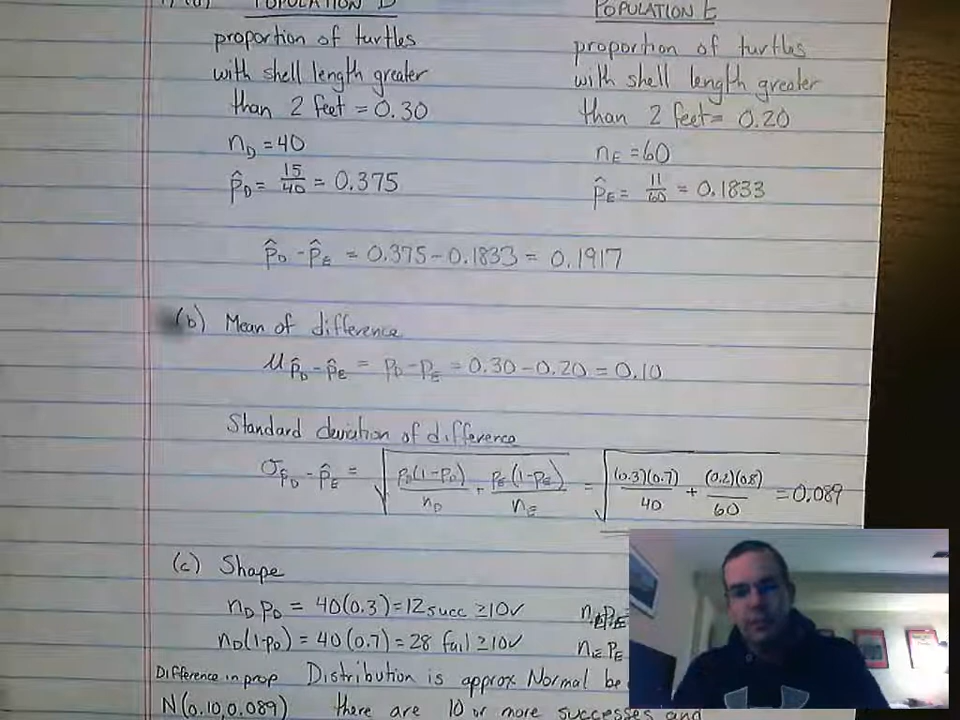 POPULATION D
proportion of turtles
with shell length greater
than 2 feet = 0.30
n_D = 40
p̂_D = 15/40 = 0.375
POPULATION E
proportion of turtles
with shell length greater
than 2 feet = 0.20
n_E = 60
p̂_E = 11/60 = 0.1833
p̂_D - p̂_E = 0.375 - 0.1833 = 0.1917
(b) Mean of difference
μ p̂_D - p̂_E = p_D - p_E = 0.30 - 0.20 = 0.10
Standard deviation of difference
σ p̂_D - p̂_E = √(p_D(1-p_D)/n_D + p_E(1-p_E)/n_E) = √((0.3)(0.7)/40 + (0.2)(0.8)/60) = 0.089
(c) Shape
n_D p_D = 40(0.3) = 12 succ ≥ 10 ✓
n_E p_E =
n_D(1-p_D) = 40(0.7) = 28 fail ≥ 10 ✓
n_E p_E
Difference in prop Distribution is approx Normal be
N(0.10, 0.089) there are 10 or more successes and